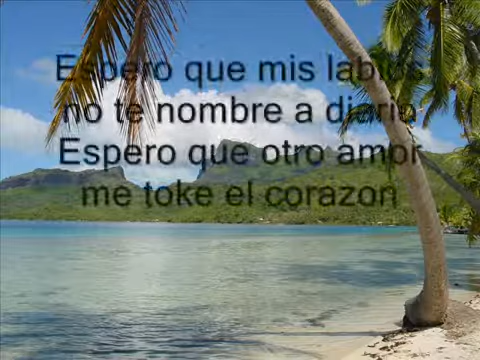 Espero que mis labios
no te nombre a diario
Espero que otro amor
me toke el corazon